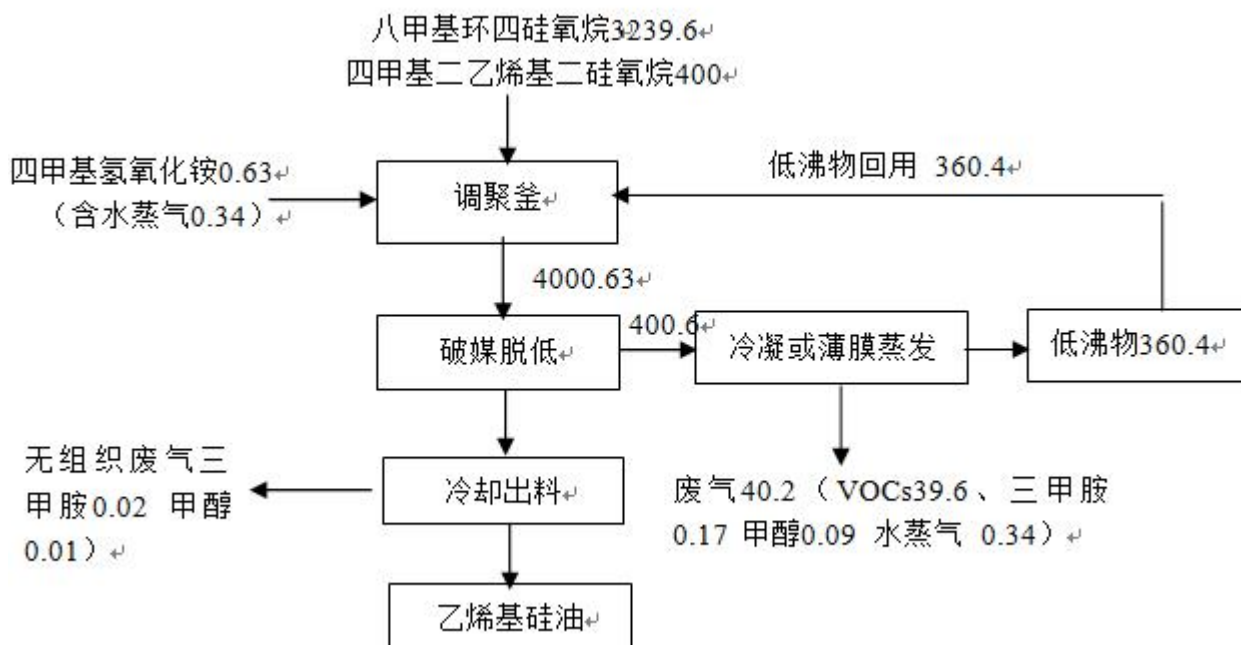 八甲基环四硅氧烷3239.6↵
四甲基二乙烯基二硅氧烷400↵
四甲基氢氧化铵0.63↵
（含水蒸气0.34）↵
低沸物回用 360.4↵
调聚釜↵
4000.63↵
400.6↵
破媒脱低↵
冷凝或薄膜蒸发↵
低沸物360.4↵
无组织废气三
甲胺0.02 甲醇
0.01）↵
冷却出料↵
废气40.2（VOCs39.6、三甲胺
0.17 甲醇0.09 水蒸气 0.34）↵
乙烯基硅油↵